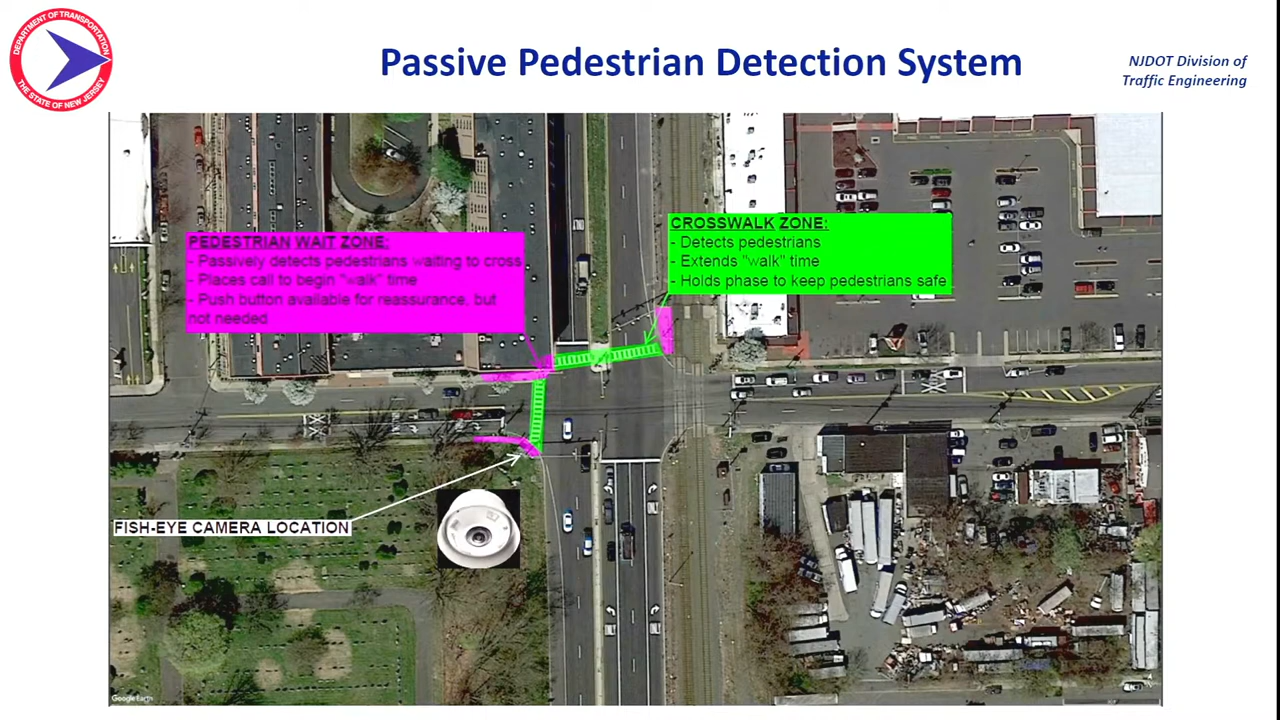 DEPARTMENT OF TRANSPORTATION
THE STATE OF NEW JERSEY
Passive Pedestrian Detection System
NJDOT Division of
Traffic Engineering
PEDESTRIAN WAIT ZONE:
- Passively detects pedestrians waiting to cross
- Places call to begin "walk" time
- Push button available for reassurance, but
not needed
CROSSWALK ZONE:
- Detects pedestrians
- Extends "walk" time
- Holds phase to keep pedestrians safe
FISH-EYE CAMERA LOCATION
Google Earth